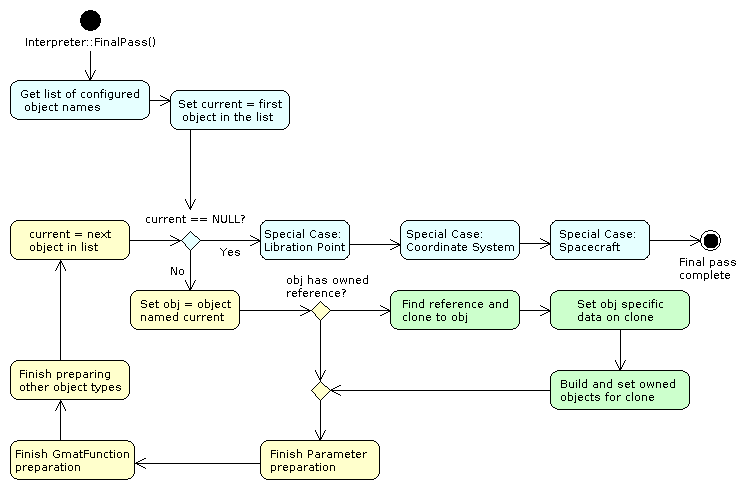 Interpreter::FinalPass()
Get list of configured
object names
Set current = first
object in the list
current == NULL?
current = next
object in list
Yes
Special Case:
Libration Point
Special Case:
Coordinate System
Special Case:
Spacecraft
Final pass
complete
No
obj has owned
reference?
Set obj = object
named current
Find reference and
clone to obj
Set obj specific
data on clone
Finish preparing
other object types
Build and set owned
objects for clone
Finish GmatFunction
preparation
Finish Parameter
preparation